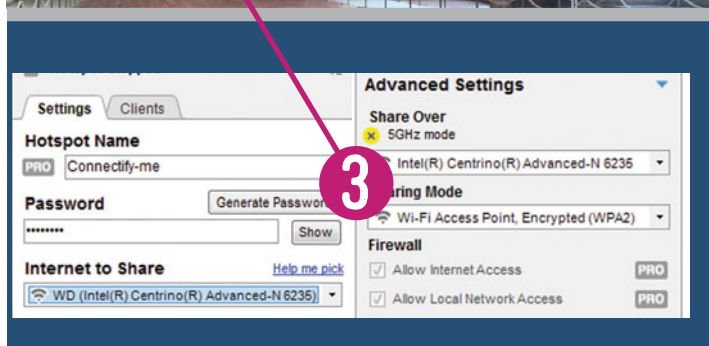 Settings Clients
Hotspot Name
PRO Connectify-me
Password Generate Password
•••••••• Show
Internet to Share Help me pick
WD (Intel(R) Centrino(R) Advanced-N 6235)
3
Advanced Settings
Share Over
5GHz mode
Intel(R) Centrino(R) Advanced-N 6235
Mode
Wi-Fi Access Point, Encrypted (WPA2)
Firewall
Allow Internet Access PRO
Allow Local Network Access PRO